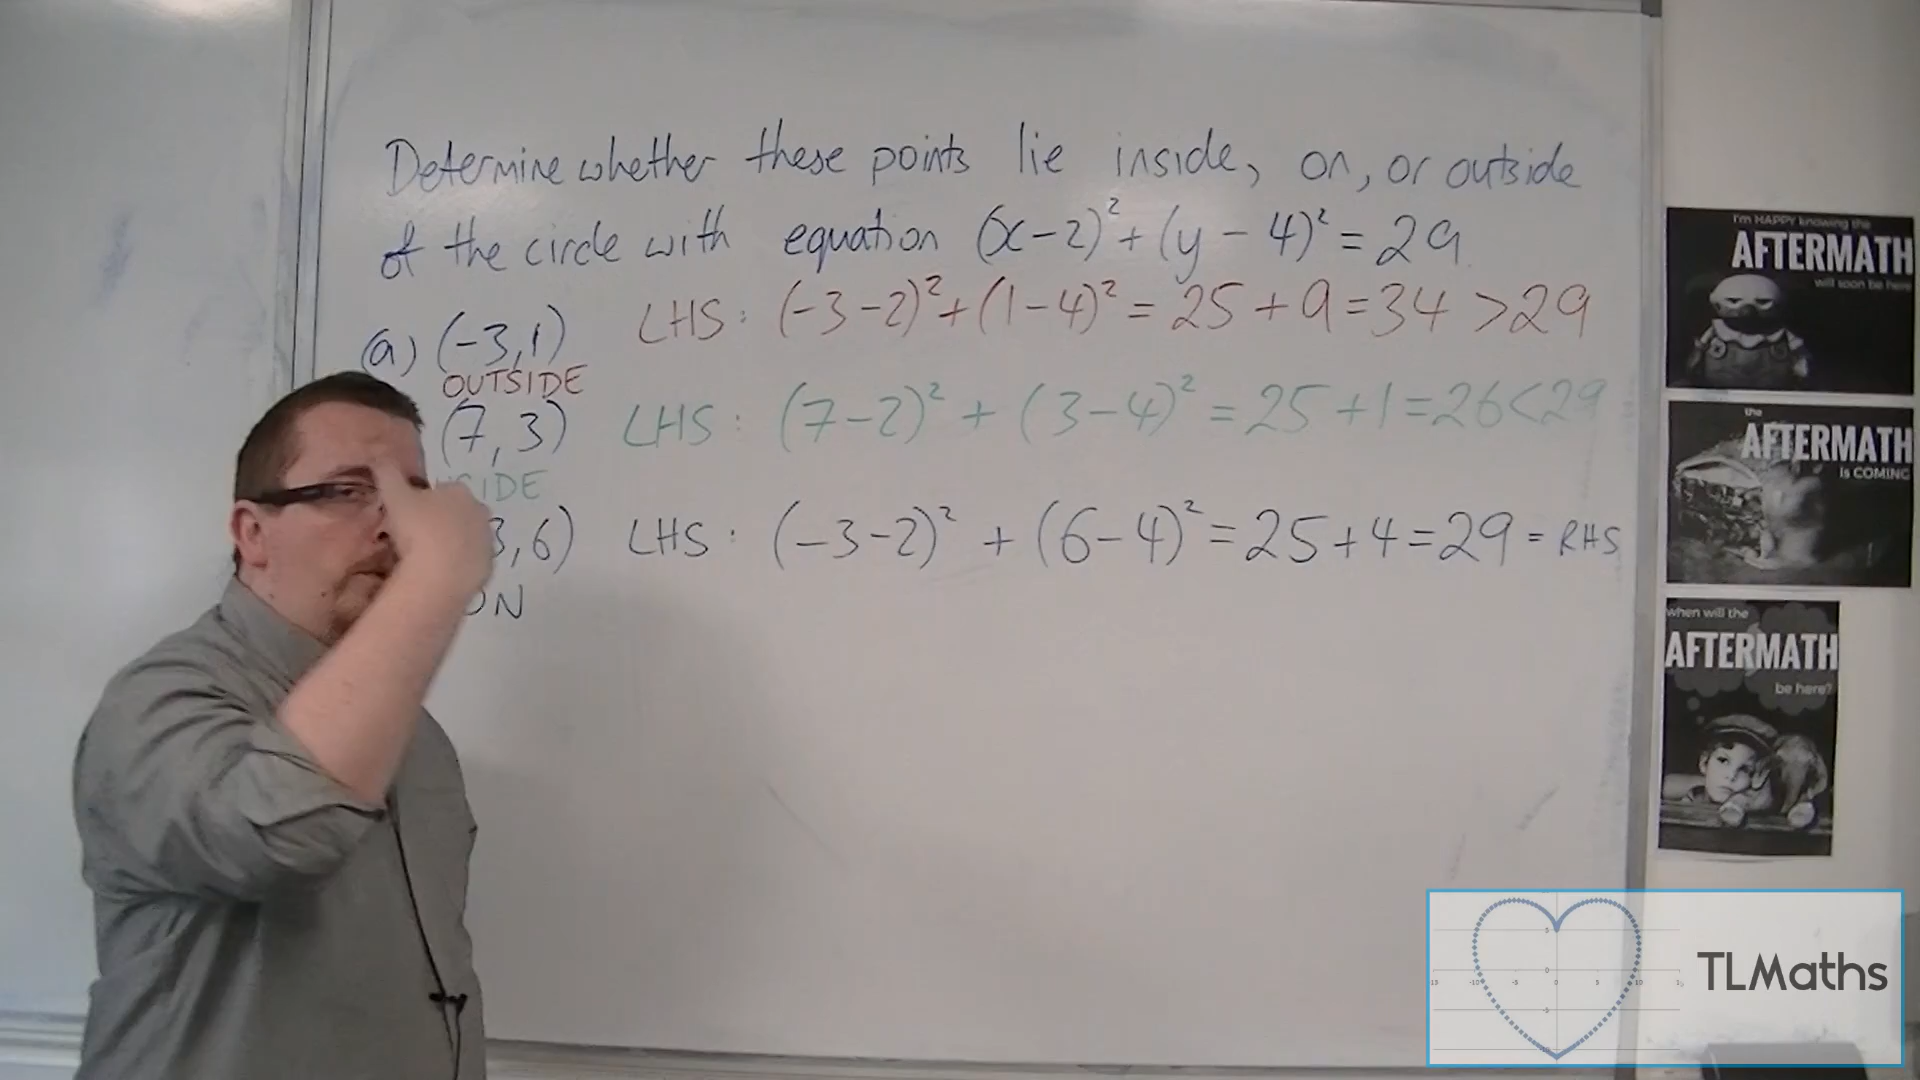 Determine whether these points lie inside, on, or outside
of the circle with equation (x-2)² + (y-4)² = 29
(a) (-3,1) LHS: (-3-2)² + (1-4)² = 25 + 9 = 34 > 29
OUTSIDE
(7,3) LHS: (7-2)² + (3-4)² = 25 + 1 = 26 < 29
3,6) LHS: (-3-2)² + (6-4)² = 25 + 4 = 29 = RHS
ON
I'm HAPPY knowing the
AFTERMATH
will soon be here
the
AFTERMATH
is COMING
when will the
AFTERMATH
be here?
TLMaths